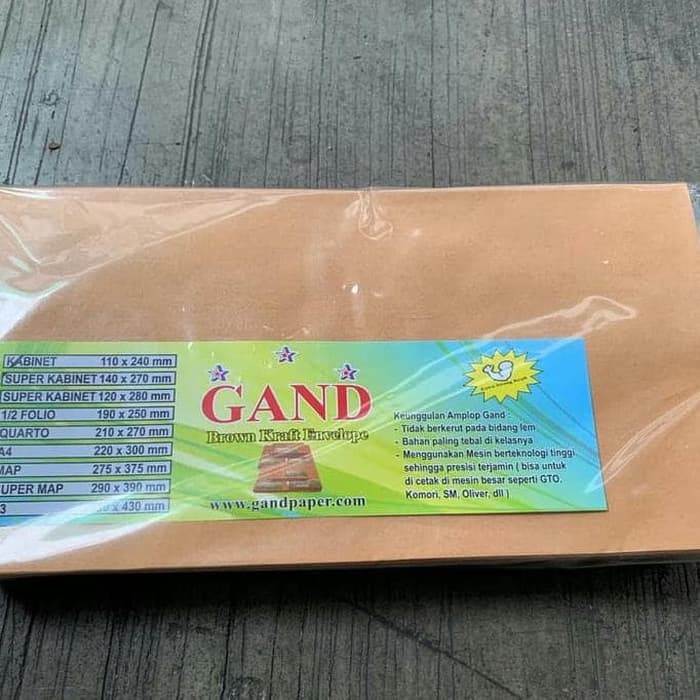 KABINET 110 x 240 mm
SUPER KABINET 140 x 270 mm
SUPER KABINET 120 x 280 mm
1/2 FOLIO 190 x 250 mm
QUARTO 210 x 270 mm
A4 220 x 300 mm
MAP 275 x 375 mm
UPER MAP 290 x 390 mm
3 x 430 mm
GAND
Brown Kraft Envelope
www.gandpaper.com
Keunggulan Amplop Gand :
- Tidak berkerut pada bidang lem
- Bahan paling tebal di kelasnya
- Menggunakan Mesin berteknologi tinggi
sehingga presisi terjamin ( bisa untuk
di cetak di mesin besar seperti GTO,
Komori, SM, Oliver, dll )